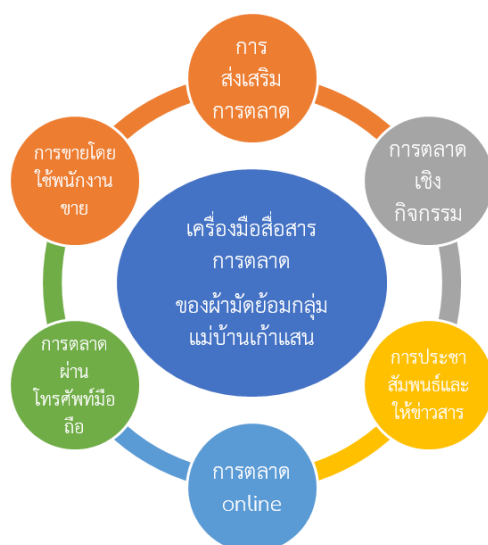 การ
ส่งเสริม
การตลาด
การตลาด
เชิง
กิจกรรม
การประชา
สัมพันธ์และ
ให้ข่าวสาร
การตลาด
online
การตลาด
ผ่าน
โทรศัพท์มือ
ถือ
การขายโดย
ใช้พนักงาน
ขาย
เครื่องมือสื่อสาร
การตลาด
ของผ้ามัดย้อมกลุ่ม
แม่บ้านเก้าแสน